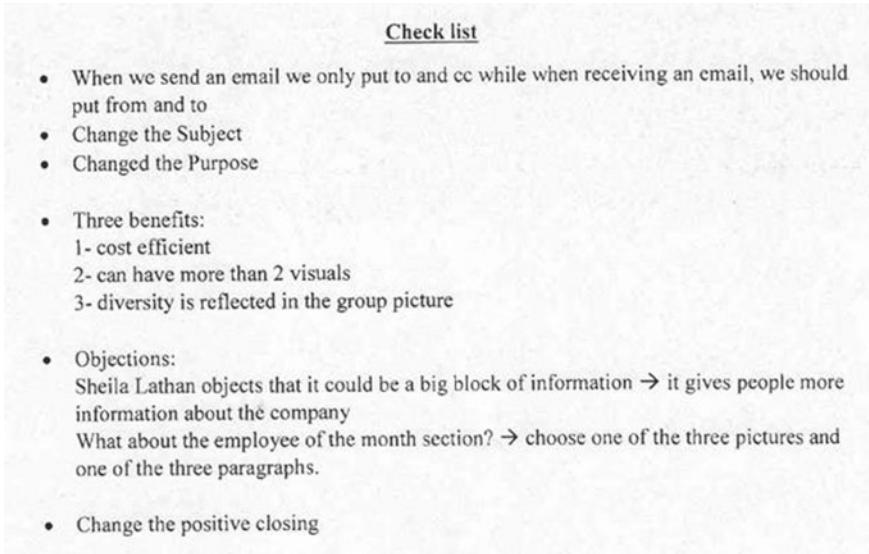 Check list
• When we send an email we only put to and cc while when receiving an email, we should
put from and to
• Change the Subject
• Changed the Purpose
• Three benefits:
1- cost efficient
2- can have more than 2 visuals
3- diversity is reflected in the group picture
• Objections:
Sheila Lathan objects that it could be a big block of information → it gives people more
information about the company
What about the employee of the month section? → choose one of the three pictures and
one of the three paragraphs.
• Change the positive closing